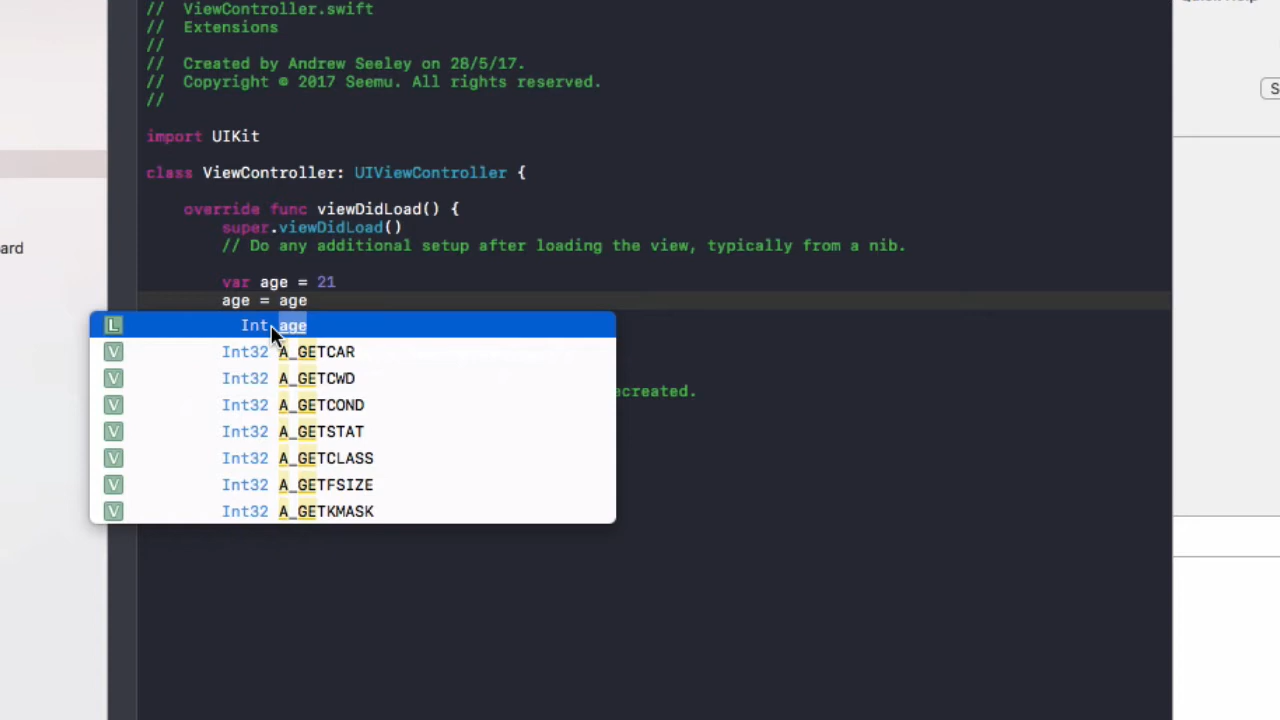 //  ViewController.swift
//  Extensions
//
//  Created by Andrew Seeley on 28/5/17.
//  Copyright © 2017 Seemu. All rights reserved.
//
import UIKit
class ViewController: UIViewController {
override func viewDidLoad() {
super.viewDidLoad()
ard
// Do any additional setup after loading the view, typically from a nib.
var age = 21
age = age
L Int age
V Int32 A_GETCAR
V Int32 A_GETCWD
ecreated.
V Int32 A_GETCOND
V Int32 A_GETSTAT
V Int32 A_GETCLASS
V Int32 A_GETFSIZE
V Int32 A_GETKMASK
S